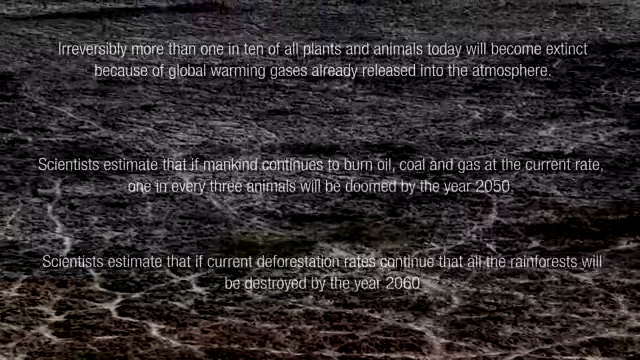 Irreversibly more than one in ten of all plants and animals today will become extinct
because of global warming gases already released into the atmosphere.
Scientists estimate that if mankind continues to burn oil, coal and gas at the current rate,
one in every three animals will be doomed by the year 2050.
Scientists estimate that if current deforestation rates continue that all the rainforests will
be destroyed by the year 2060